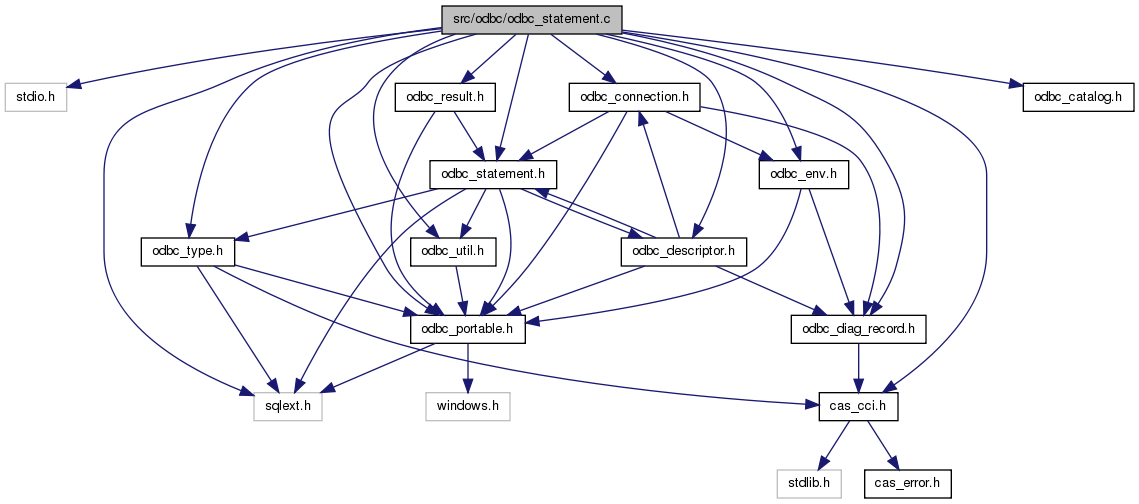 src/odbc/odbc_statement.c
stdio.h
odbc_result.h
odbc_connection.h
odbc_catalog.h
odbc_statement.h
odbc_env.h
odbc_type.h
odbc_util.h
odbc_descriptor.h
odbc_portable.h
odbc_diag_record.h
sqlext.h
windows.h
cas_cci.h
stdlib.h
cas_error.h